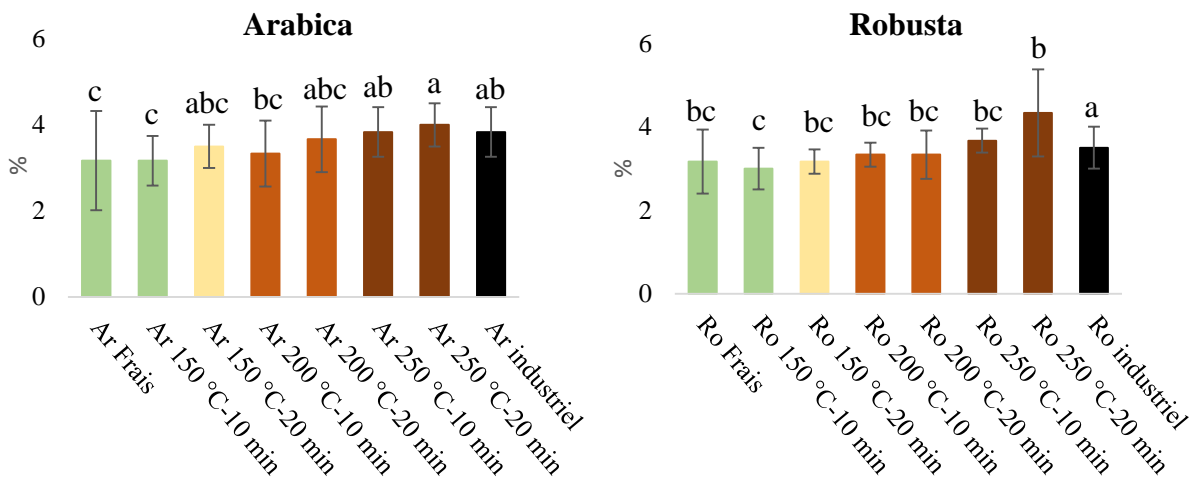 Arabica
6
4
2
0
%
c
c
abc
bc
abc
ab
a
ab
Ar Frais
Ar 150 °C-10 min
Ar 150 °C-20 min
Ar 200 °C-10 min
Ar 200 °C-20 min
Ar 250 °C-10 min
Ar 250 °C-20 min
Ar industriel
Robusta
6
4
2
0
%
bc
c
bc
bc
bc
bc
b
a
Ro Frais
Ro 150 °C-10 min
Ro 150 °C-20 min
Ro 200 °C-10 min
Ro 200 °C-20 min
Ro 250 °C-10 min
Ro 250 °C-20 min
Ro industriel